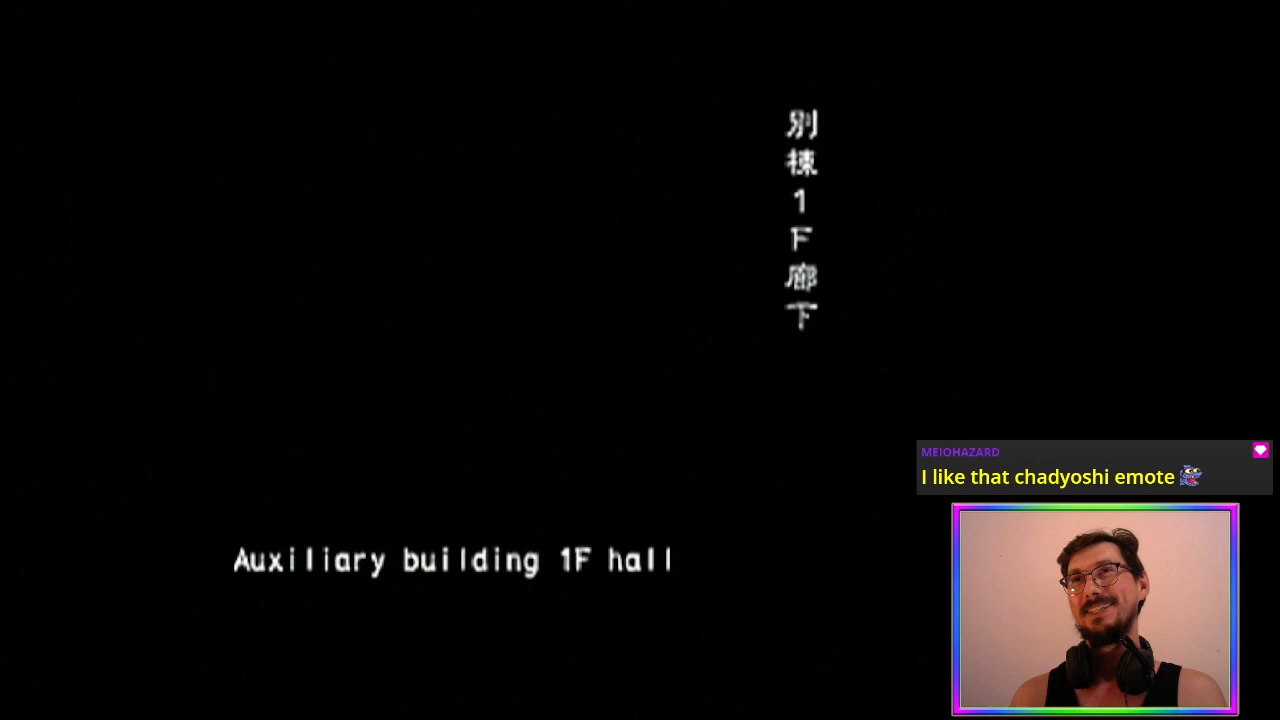 別棟1F廊下
Auxiliary building 1F hall
MEIOHAZARD
I like that chadyoshi emote